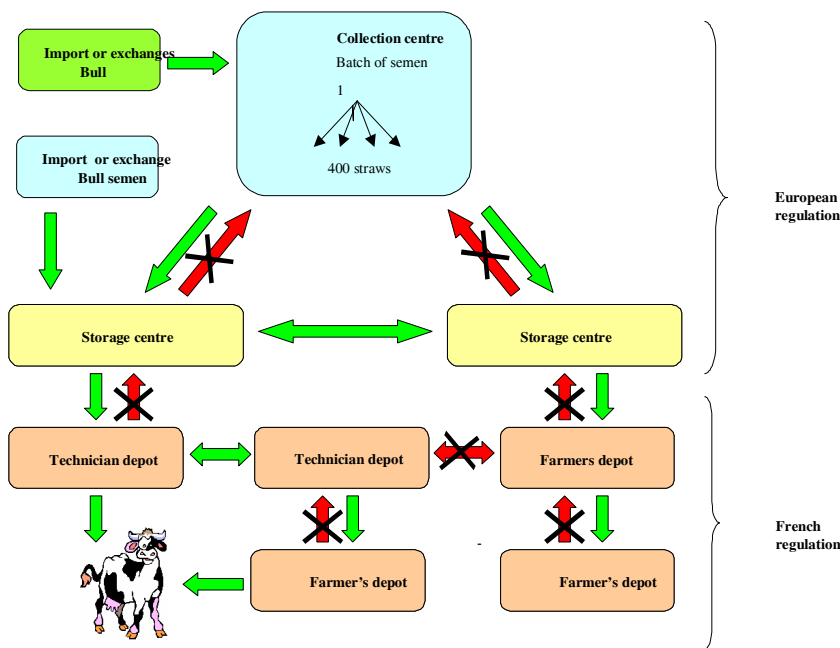 Import or exchanges
Bull
Collection centre
Batch of semen
1
400 straws
Import or exchange
Bull semen
European
regulation
Storage centre
Storage centre
Technician depot
Technician depot
Farmers depot
French
regulation
-
Farmer’s depot
Farmer’s depot